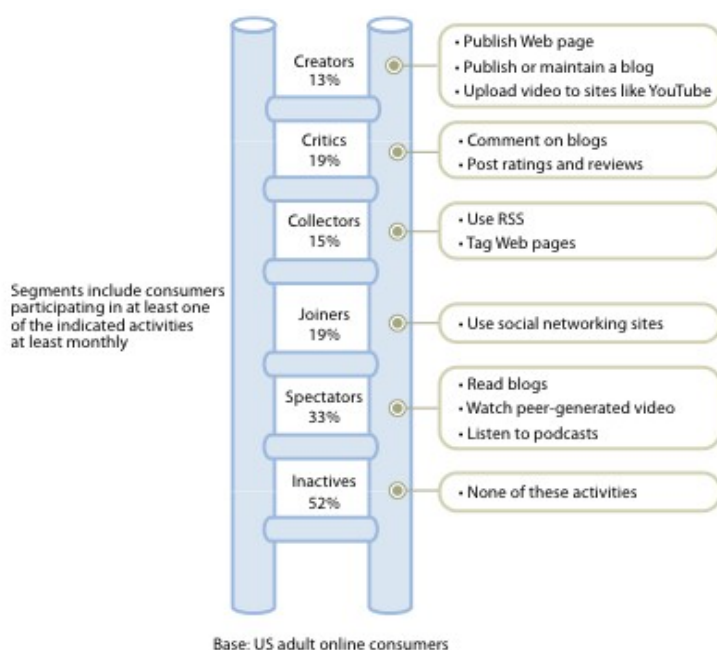 Creators
13%
• Publish Web page
• Publish or maintain a blog
• Upload video to sites like YouTube
Critics
19%
• Comment on blogs
• Post ratings and reviews
Collectors
15%
• Use RSS
• Tag Web pages
Segments include consumers
participating in at least one
of the indicated activities
at least monthly
Joiners
19%
• Use social networking sites
Spectators
33%
• Read blogs
• Watch peer-generated video
• Listen to podcasts
Inactives
52%
• None of these activities
Base: US adult online consumers